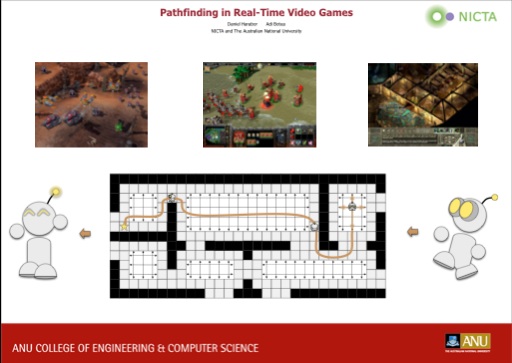 Pathfinding in Real-Time Video Games
NICTA
Daniel Harabor Adi Botea
NICTA and The Australian National University
ANU COLLEGE OF ENGINEERING & COMPUTER SCIENCE
ANU
THE AUSTRALIAN NATIONAL UNIVERSITY